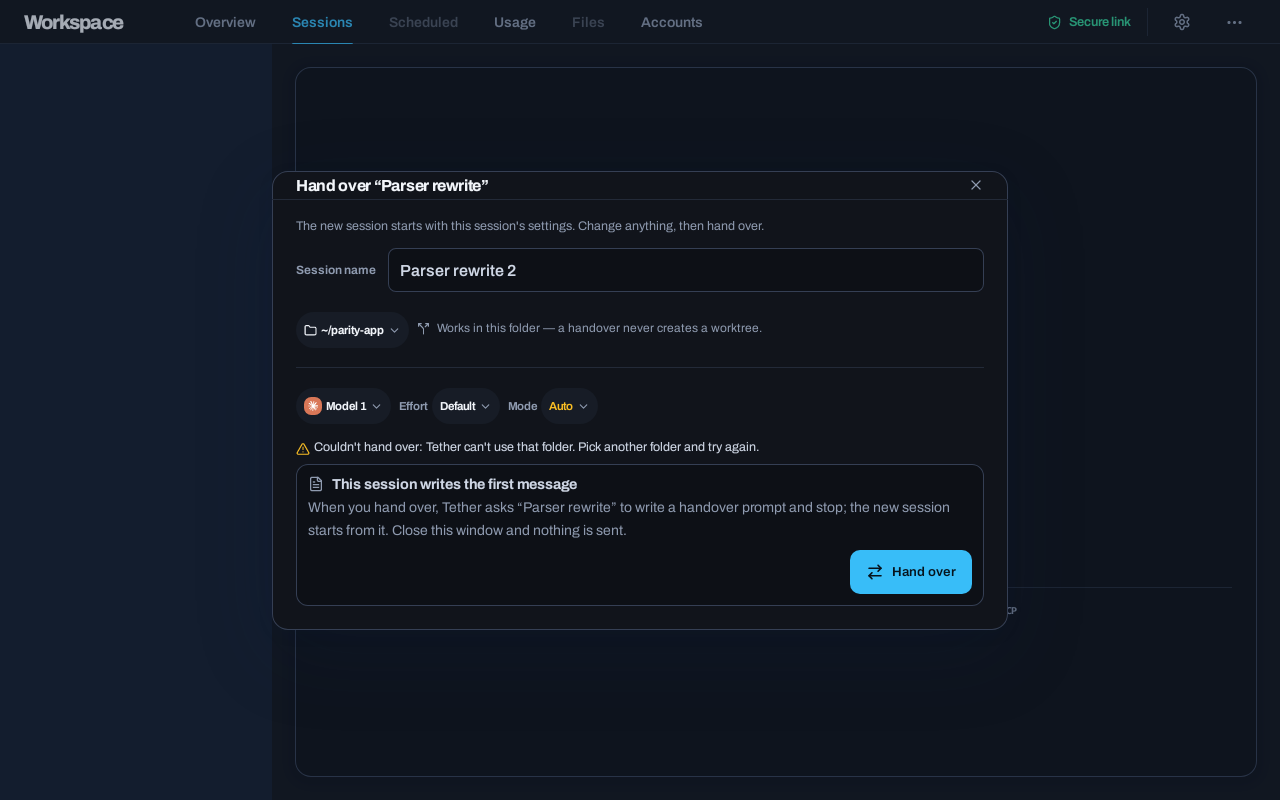 Workspace
Overview
Sessions
Scheduled
Usage
Files
Accounts
Secure link
Hand over “Parser rewrite”
The new session starts with this session's settings. Change anything, then hand over.
Session name
Parser rewrite 2
~/parity-app
Works in this folder — a handover never creates a worktree.
Model 1
Effort
Default
Mode
Auto
Couldn't hand over: Tether can't use that folder. Pick another folder and try again.
This session writes the first message
When you hand over, Tether asks “Parser rewrite” to write a handover prompt and stop; the new session
starts from it. Close this window and nothing is sent.
Hand over